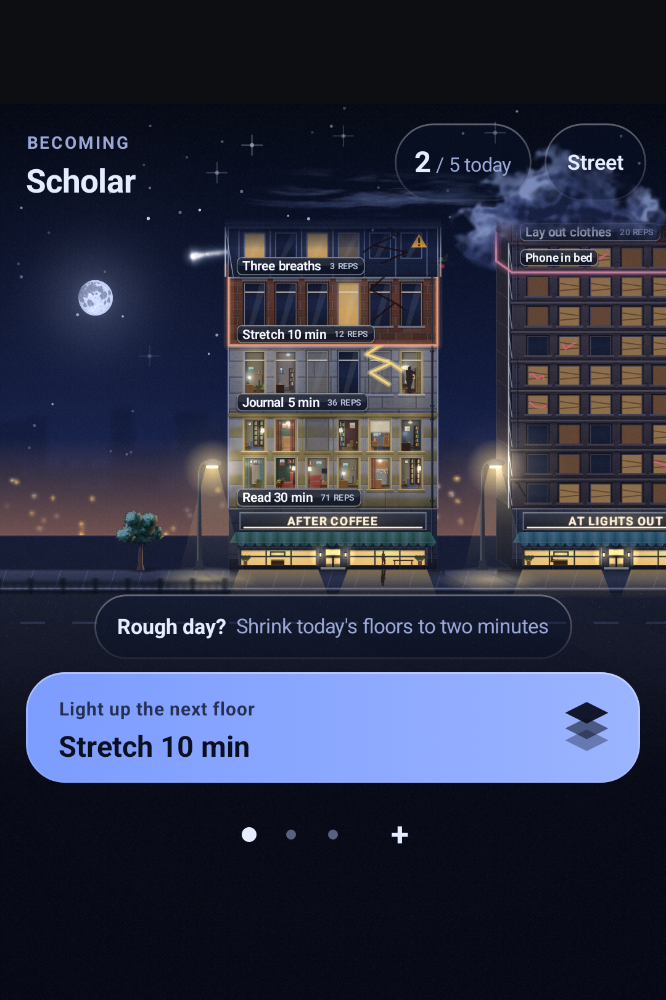 BECOMING
Scholar
2 / 5 today
Street
Three breaths 3 REPS
Stretch 10 min 12 REPS
Journal 5 min 36 REPS
Read 30 min 71 REPS
AFTER COFFEE
Lay out clothes 20 REPS
Phone in bed
AT LIGHTS OUT
Rough day? Shrink today's floors to two minutes
Light up the next floor
Stretch 10 min